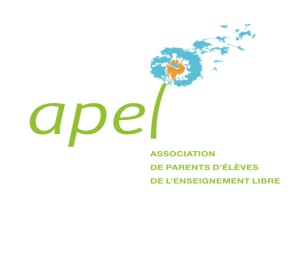 apel
ASSOCIATION
DE PARENTS D'ÉLÈVES
DE L'ENSEIGNEMENT LIBRE